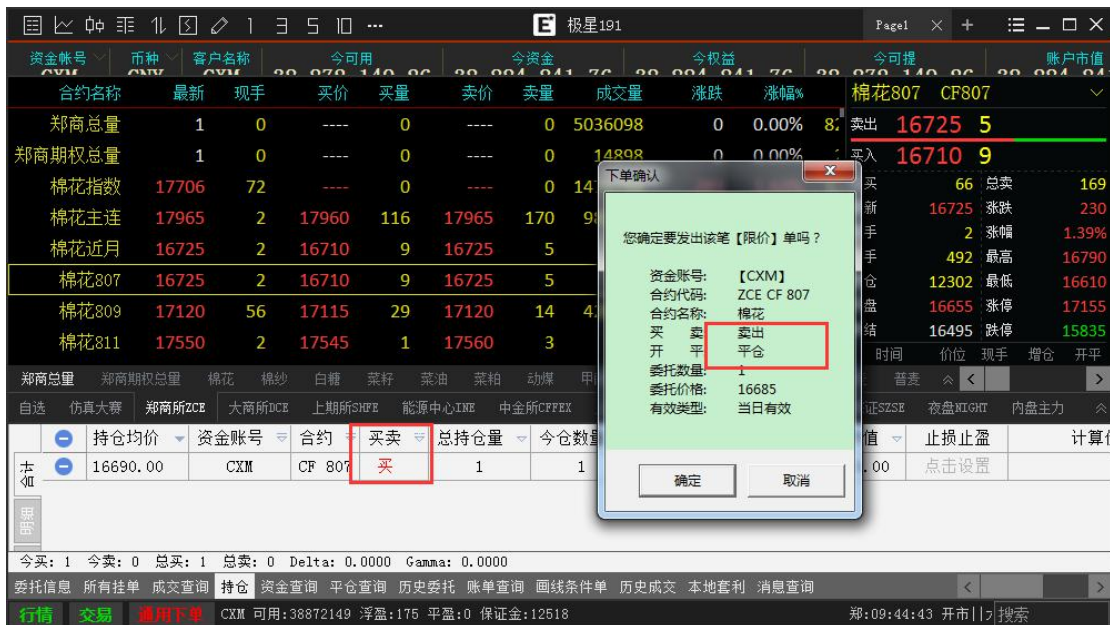 1 彐 5 10 ••• E 极星191 Page1 × +
资金帐号 币种 客户名称 今可用 今资金 今权益 今可提 账户市值
合约名称 最新 现手 买价 买量 卖价 卖量 成交量 涨跌 涨幅%
棉花807 CF807
郑商总量 1 0 ---- 0 ---- 0 5036098 0 0.00%
卖出 16725 5
郑商期权总量 1 0 ---- 0 ---- 0 14898 0 0.00%
买入 16710 9
棉花指数 17706 72 ---- 0 ---- 0
棉花主连 17965 2 17960 116 17965 170
棉花近月 16725 2 16710 9 16725 5
棉花807 16725 2 16710 9 16725 5
棉花809 17120 56 17115 29 17120 14
棉花811 17550 2 17545 1 17560 3
买 66 总卖 169
新 16725 涨跌 230
手 2 涨幅 1.39%
手 492 最高 16790
仓 12302 最低 16610
盘 16655 涨停 17155
结 16495 跌停 15835
时间 价位 现手 增仓 开平
下单确认
您确定要发出该笔【限价】单吗?
资金账号: 【CXM】
合约代码: ZCE CF 807
合约名称: 棉花
买 卖: 卖出
开 平: 平仓
委托数量: 1
委托价格: 16685
有效类型: 当日有效
确定 取消
郑商总量 郑商期权总量 棉花 棉纱 白糖 菜籽 菜油 菜粕 动煤 普麦
自选 仿真大赛 郑商所ZCE 大商所DCE 上期所SHFE 能源中心INE 中金所CFFEX 证SZSE 夜盘NIGHT 内盘主力
持仓均价 资金账号 合约 买卖 总持仓量 今仓数量 值 止损止盈
16690.00 CXM CF 807 买 1 1 .00 点击设置
今买: 1 今卖: 0 总买: 1 总卖: 0 Delta: 0.0000 Gamma: 0.0000
委托信息 所有挂单 成交查询 持仓 资金查询 平仓查询 历史委托 账单查询 画线条件单 历史成交 本地套利 消息查询
行情 交易 通用下单 CXM 可用:38872149 浮盈:175 平盈:0 保证金:12518 郑:09:44:43 开市|| 搜索